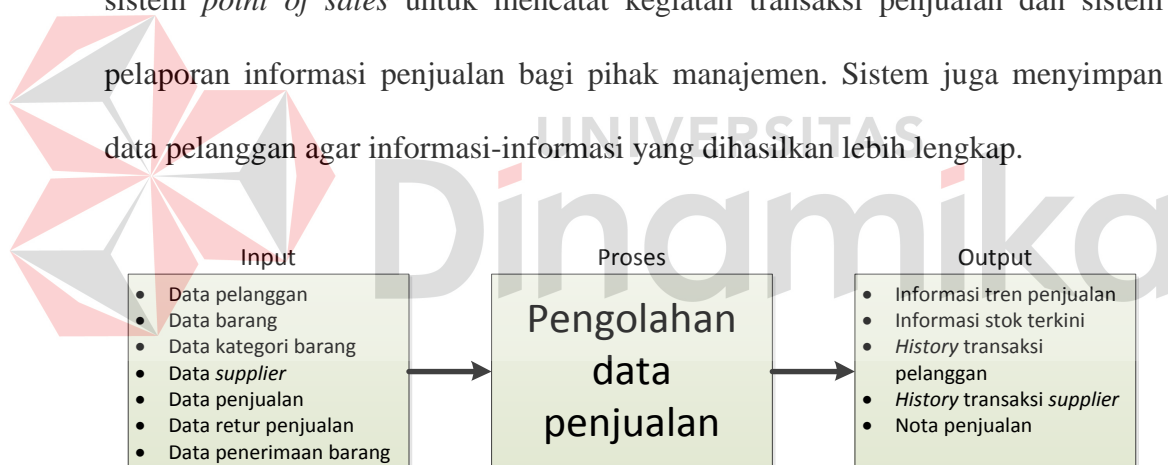 sistem point of sales untuk mencatat kegiatan transaksi penjualan dan sistem
pelaporan informasi penjualan bagi pihak manajemen. Sistem juga menyimpan
UNIVERSITAS
data pelanggan agar informasi-informasi yang dihasilkan lebih lengkap.
Dinamika
Input
• Data pelanggan
• Data barang
• Data kategori barang
• Data supplier
• Data penjualan
• Data retur penjualan
• Data penerimaan barang
Proses
Pengolahan
data
penjualan
Output
• Informasi tren penjualan
• Informasi stok terkini
• History transaksi
pelanggan
• History transaksi supplier
• Nota penjualan